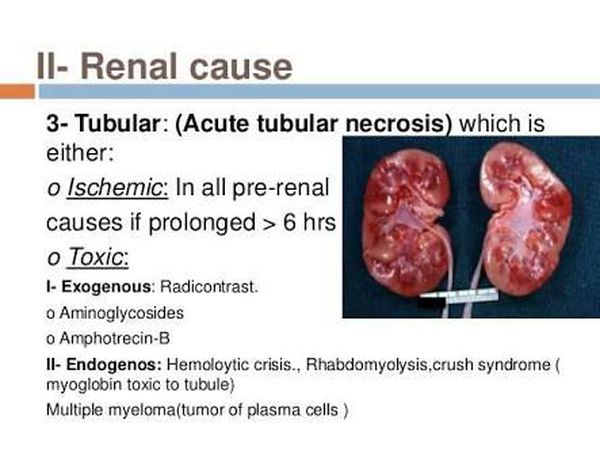 II- Renal cause
3- Tubular: (Acute tubular necrosis) which is
either:
o Ischemic: In all pre-renal
causes if prolonged > 6 hrs
o Toxic:
I- Exogenous: Radicontrast.
o Aminoglycosides
o Amphotrecin-B
II- Endogenos: Hemoloytic crisis., Rhabdomyolysis,crush syndrome (
myoglobin toxic to tubule)
Multiple myeloma(tumor of plasma cells )